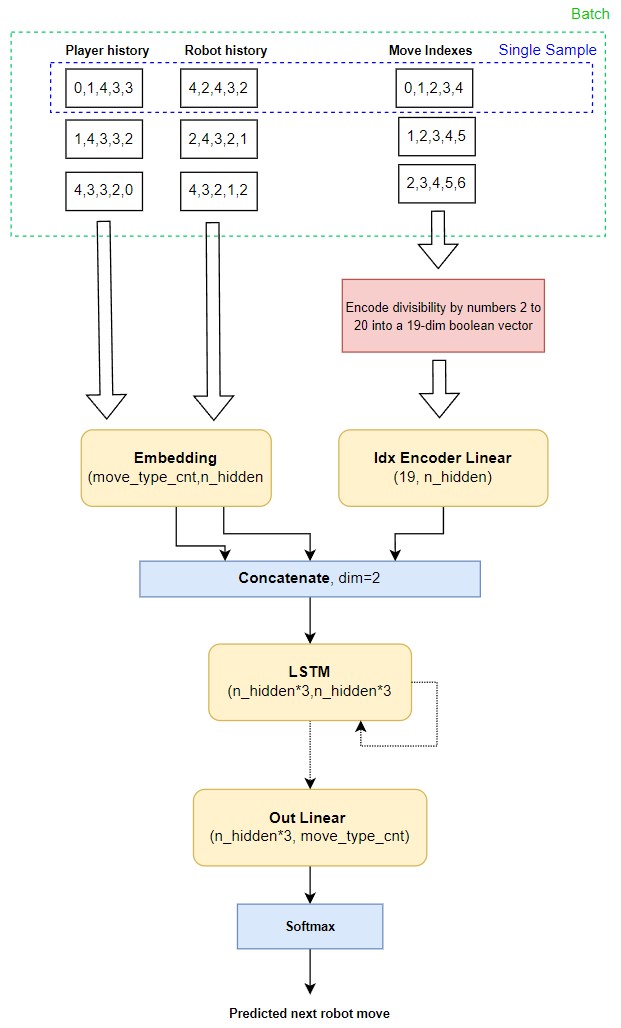 Batch
Player history Robot history Move Indexes Single Sample
0,1,4,3,3 4,2,4,3,2 0,1,2,3,4
1,4,3,3,2 2,4,3,2,1 1,2,3,4,5
4,3,3,2,0 4,3,2,1,2 2,3,4,5,6
Encode divisibility by numbers 2 to
20 into a 19-dim boolean vector
Embedding
(move_type_cnt,n_hidden
Idx Encoder Linear
(19, n_hidden)
Concatenate, dim=2
LSTM
(n_hidden*3,n_hidden*3
Out Linear
(n_hidden*3, move_type_cnt)
Softmax
Predicted next robot move